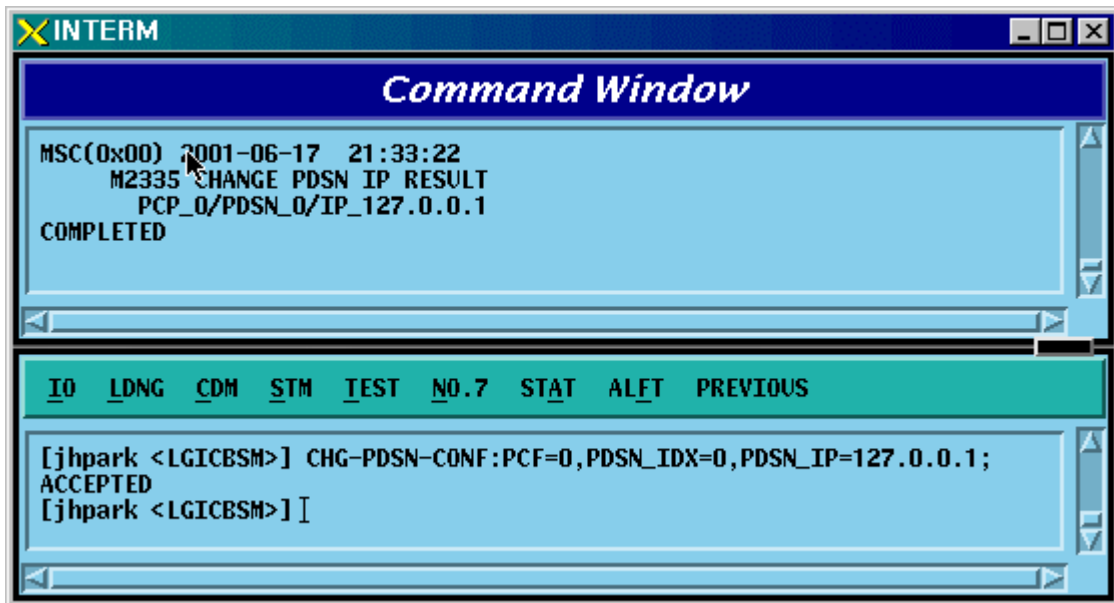 INTERM
Command Window
MSC(0x00) 2001-06-17 21:33:22
M2335 CHANGE PDSN IP RESULT
PCP_0/PDSN_0/IP_127.0.0.1
COMPLETED
IO LDNG CDM STM TEST NO.7 STAT ALFT PREVIOUS
[jhpark <LGICBSM>] CHG-PDSN-CONF:PCF=0,PDSN_IDX=0,PDSN_IP=127.0.0.1;
ACCEPTED
[jhpark <LGICBSM>]